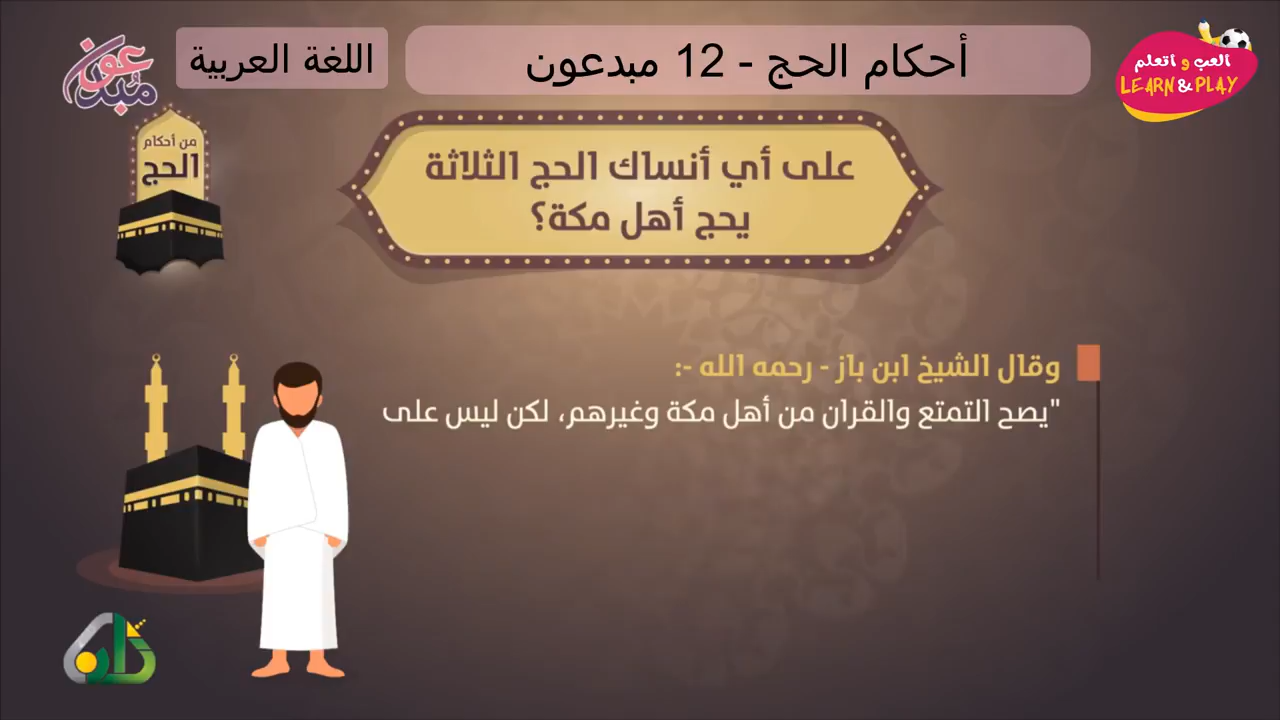 أحكام الحج - 12 مبدعون
اللغة العربية
مبدعون
العب و اتعلم
LEARN & PLAY
من أحكام
الحج
على أي أنساك الحج الثلاثة
يحج أهل مكة؟
وقال الشيخ ابن باز - رحمه الله -:
"يصح التمتع والقران من أهل مكة وغيرهم، لكن ليس على